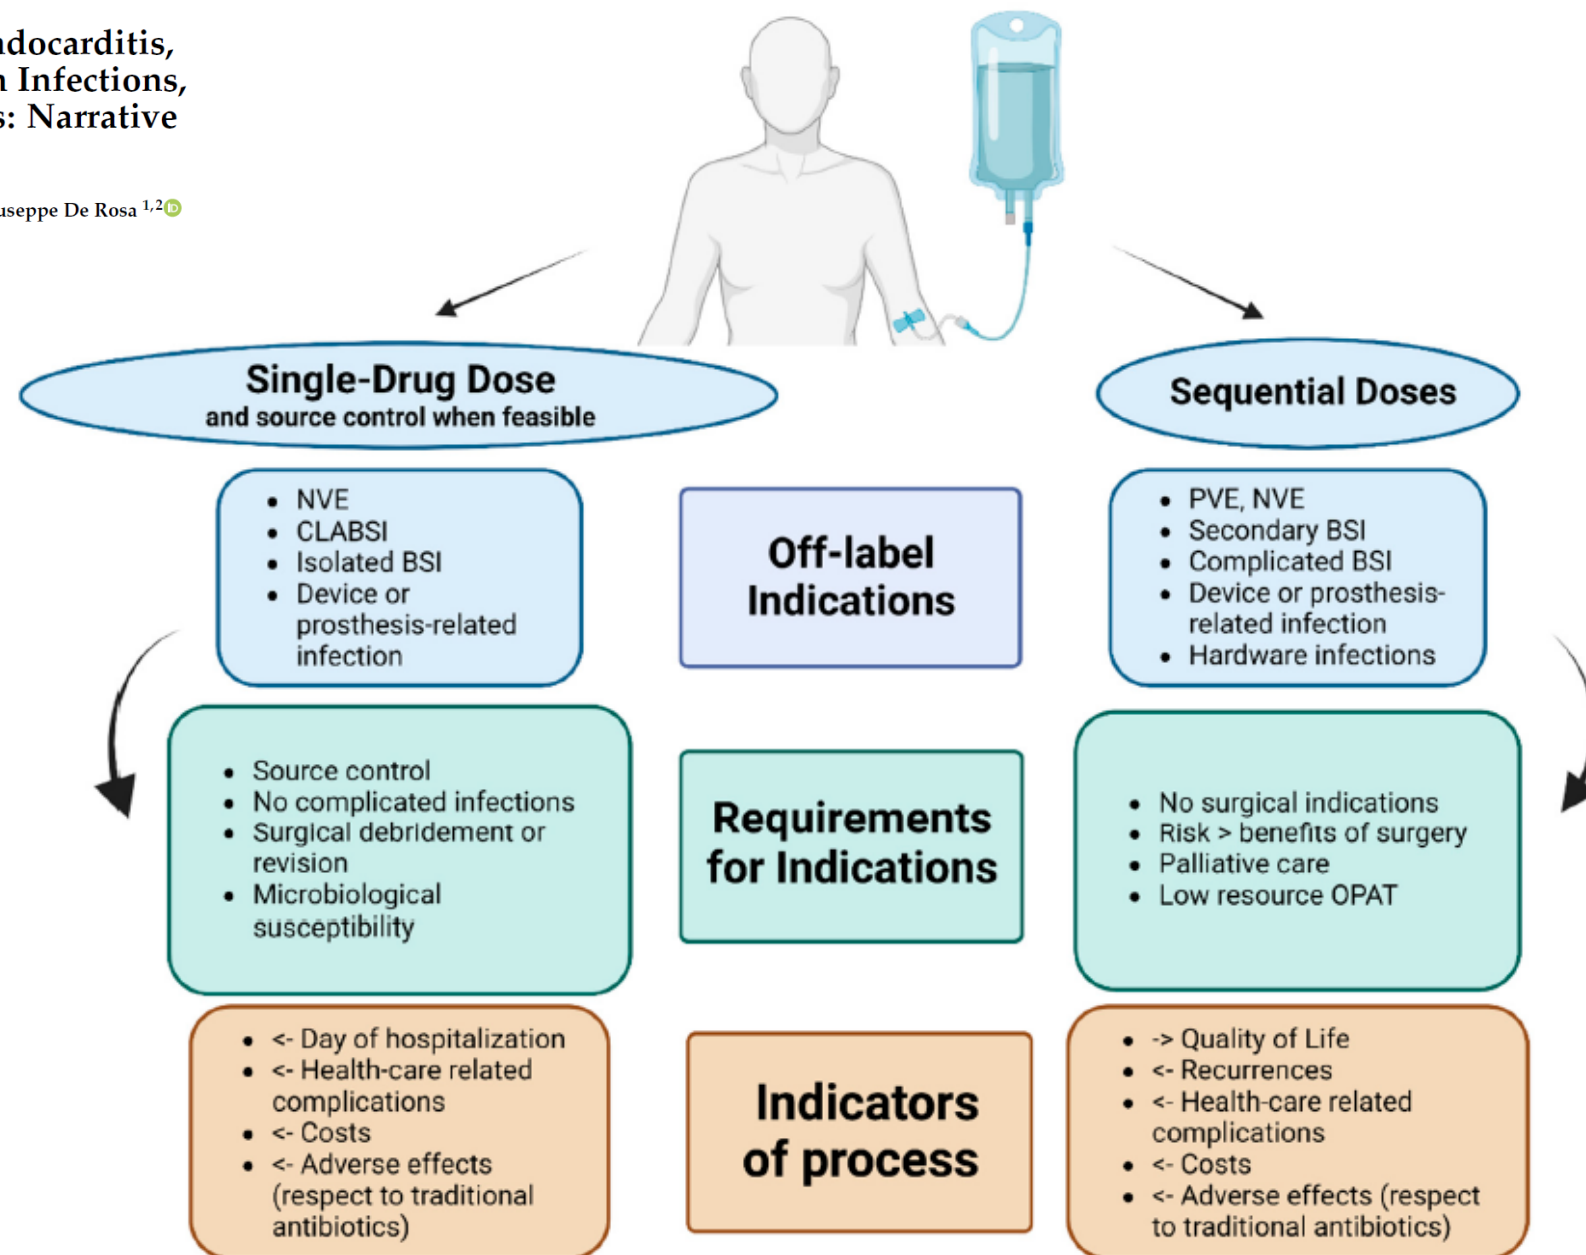 ndocarditis,
n Infections,
s: Narrative
useppe De Rosa 1,2
iD
Single-Drug Dose
and source control when feasible
Sequential Doses
• NVE
• CLABSI
• Isolated BSI
• Device or
prosthesis-related
infection
Off-label
Indications
• PVE, NVE
• Secondary BSI
• Complicated BSI
• Device or prosthesis-
related infection
• Hardware infections
• Source control
• No complicated infections
• Surgical debridement or
revision
• Microbiological
susceptibility
Requirements
for Indications
• No surgical indications
• Risk > benefits of surgery
• Palliative care
• Low resource OPAT
• <- Day of hospitalization
• <- Health-care related
complications
• <- Costs
• <- Adverse effects
(respect to traditional
antibiotics)
Indicators
of process
• -> Quality of Life
• <- Recurrences
• <- Health-care related
complications
• <- Costs
• <- Adverse effects (respect
to traditional antibiotics)